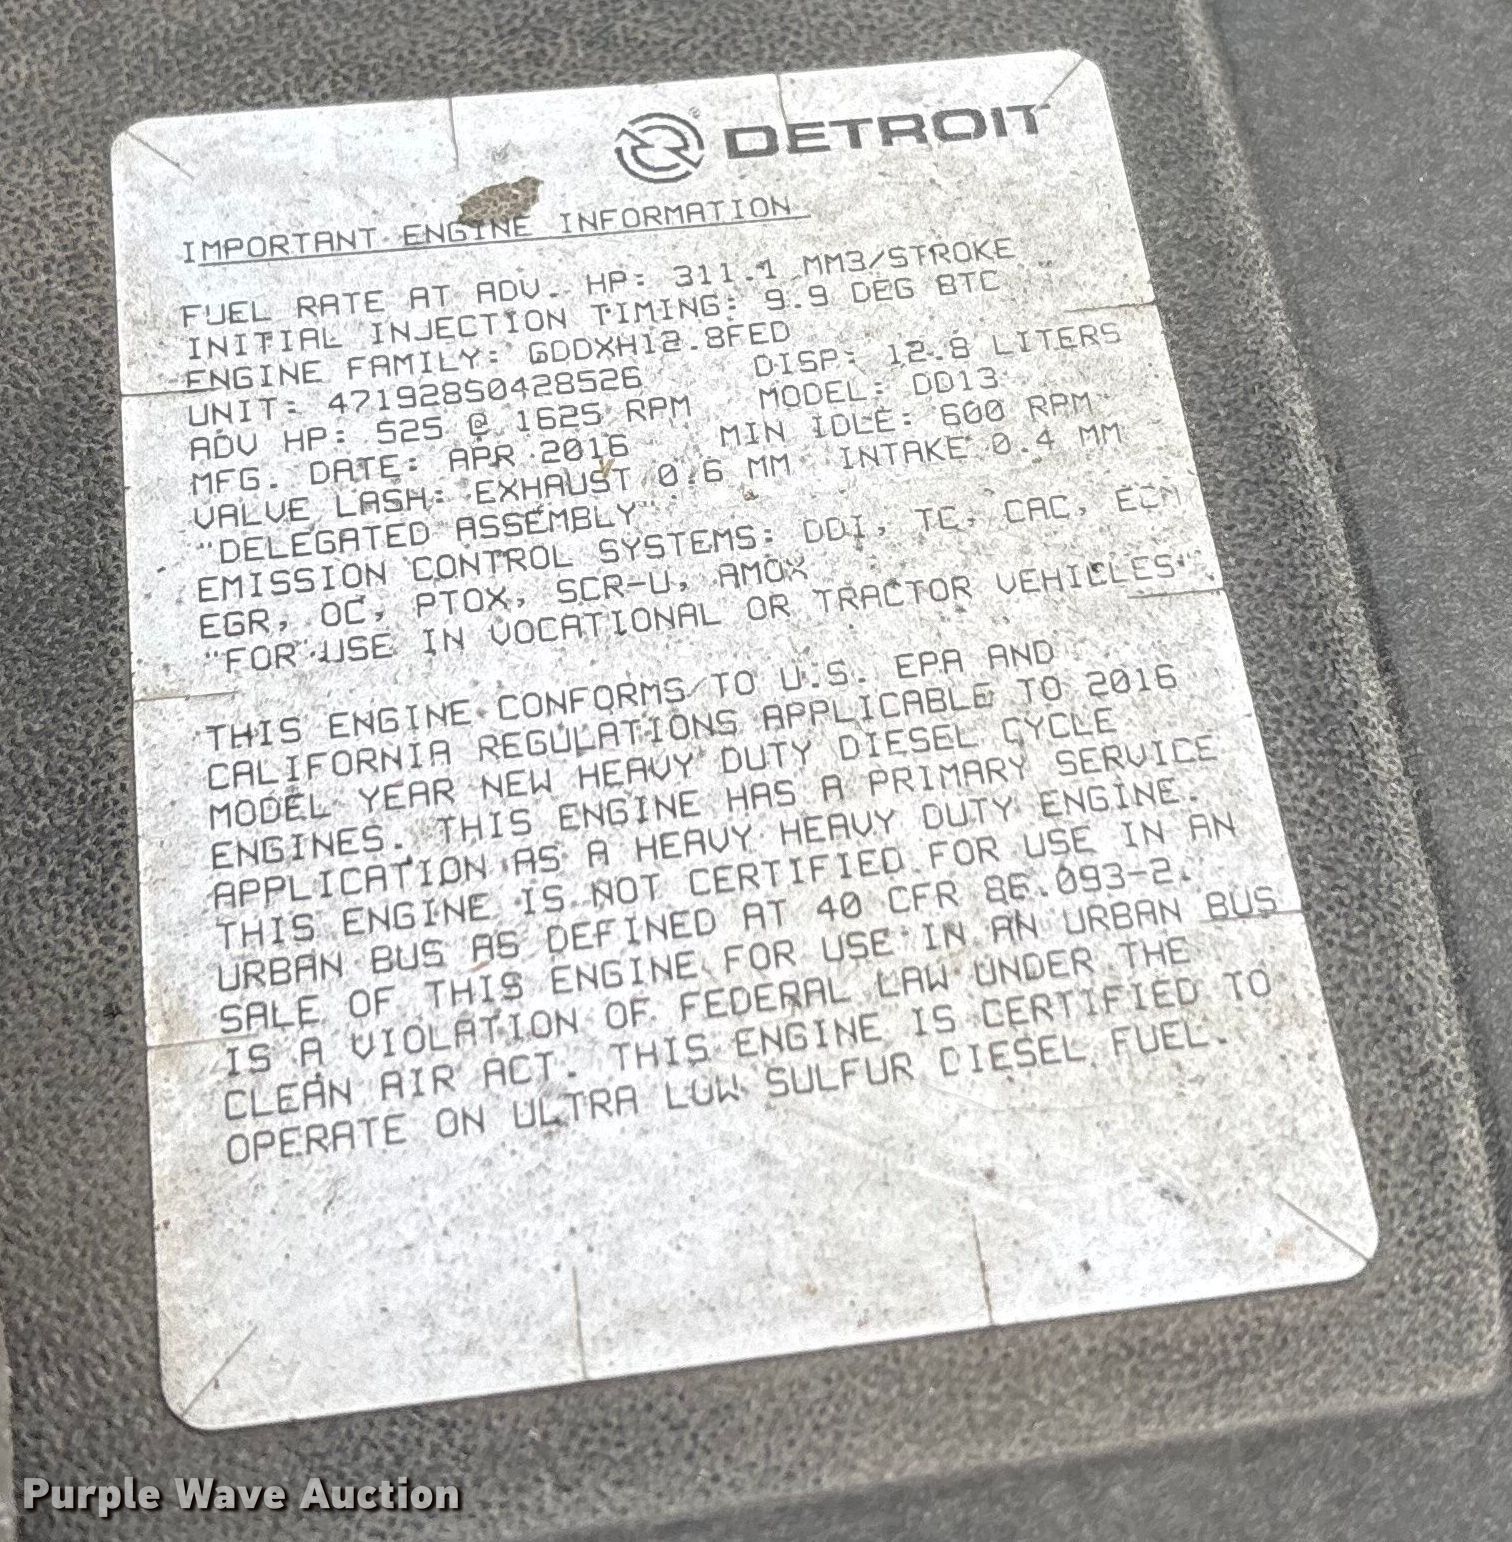 DETROIT
IMPORTANT ENGINE INFORMATION
FUEL RATE AT ADV. HP: 311.1 MM3/STROKE
INITIAL INJECTION TIMING: 9.9 DEG BTC
ENGINE FAMILY: GDDXH12.8FED
UNIT: 471928S0428526 DISP: 12.8 LITERS
ADV HP: 525 @ 1625 RPM MODEL: DD13
MFG. DATE: APR 2016 MIN IDLE: 600 RPM
VALVE LASH: EXHAUST 0.6 MM INTAKE 0.4 MM
"DELEGATED ASSEMBLY"
EMISSION CONTROL SYSTEMS: DDI, TC, CAC, ECM
EGR, OC, PTOX, SCR-U, AMOX
"FOR USE IN VOCATIONAL OR TRACTOR VEHICLES"
THIS ENGINE CONFORMS TO U.S. EPA AND
CALIFORNIA REGULATIONS APPLICABLE TO 2016
MODEL YEAR NEW HEAVY DUTY DIESEL CYCLE
ENGINES. THIS ENGINE HAS A PRIMARY SERVICE
APPLICATION AS A HEAVY HEAVY DUTY ENGINE.
THIS ENGINE IS NOT CERTIFIED FOR USE IN AN
URBAN BUS AS DEFINED AT 40 CFR 86.093-2.
SALE OF THIS ENGINE FOR USE IN AN URBAN BUS
IS A VIOLATION OF FEDERAL LAW UNDER THE
CLEAN AIR ACT. THIS ENGINE IS CERTIFIED TO
OPERATE ON ULTRA LOW SULFUR DIESEL FUEL.
Purple Wave Auction